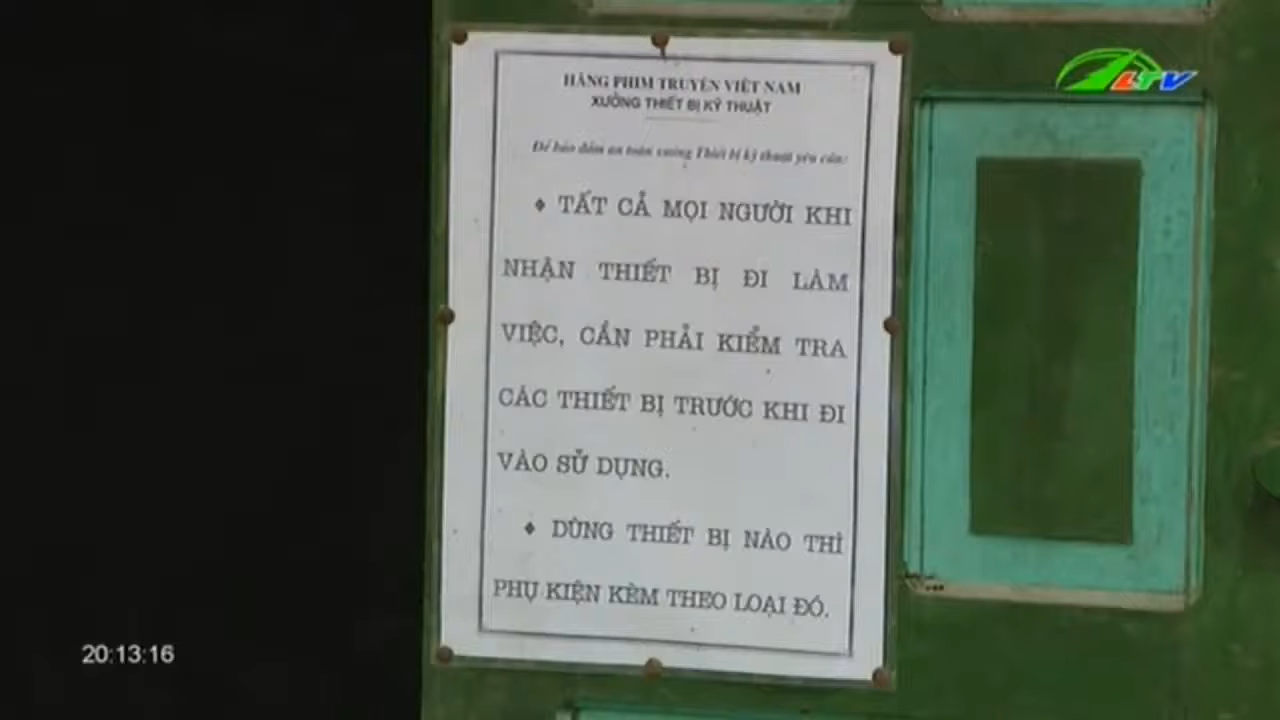 LTV
HÃNG PHIM TRUYỆN VIỆT NAM
XƯỞNG THIẾT BỊ KỸ THUẬT
Để bảo đảm an toàn xưởng Thiết bị kỹ thuật yêu cầu:
♦ TẤT CẢ MỌI NGƯỜI KHI
NHẬN THIẾT BỊ ĐI LÀM
VIỆC, CẦN PHẢI KIỂM TRA
CÁC THIẾT BỊ TRƯỚC KHI ĐI
VÀO SỬ DỤNG.
♦ DÙNG THIẾT BỊ NÀO THÌ
PHỤ KIỆN KÈM THEO LOẠI ĐÓ.
20:13:16